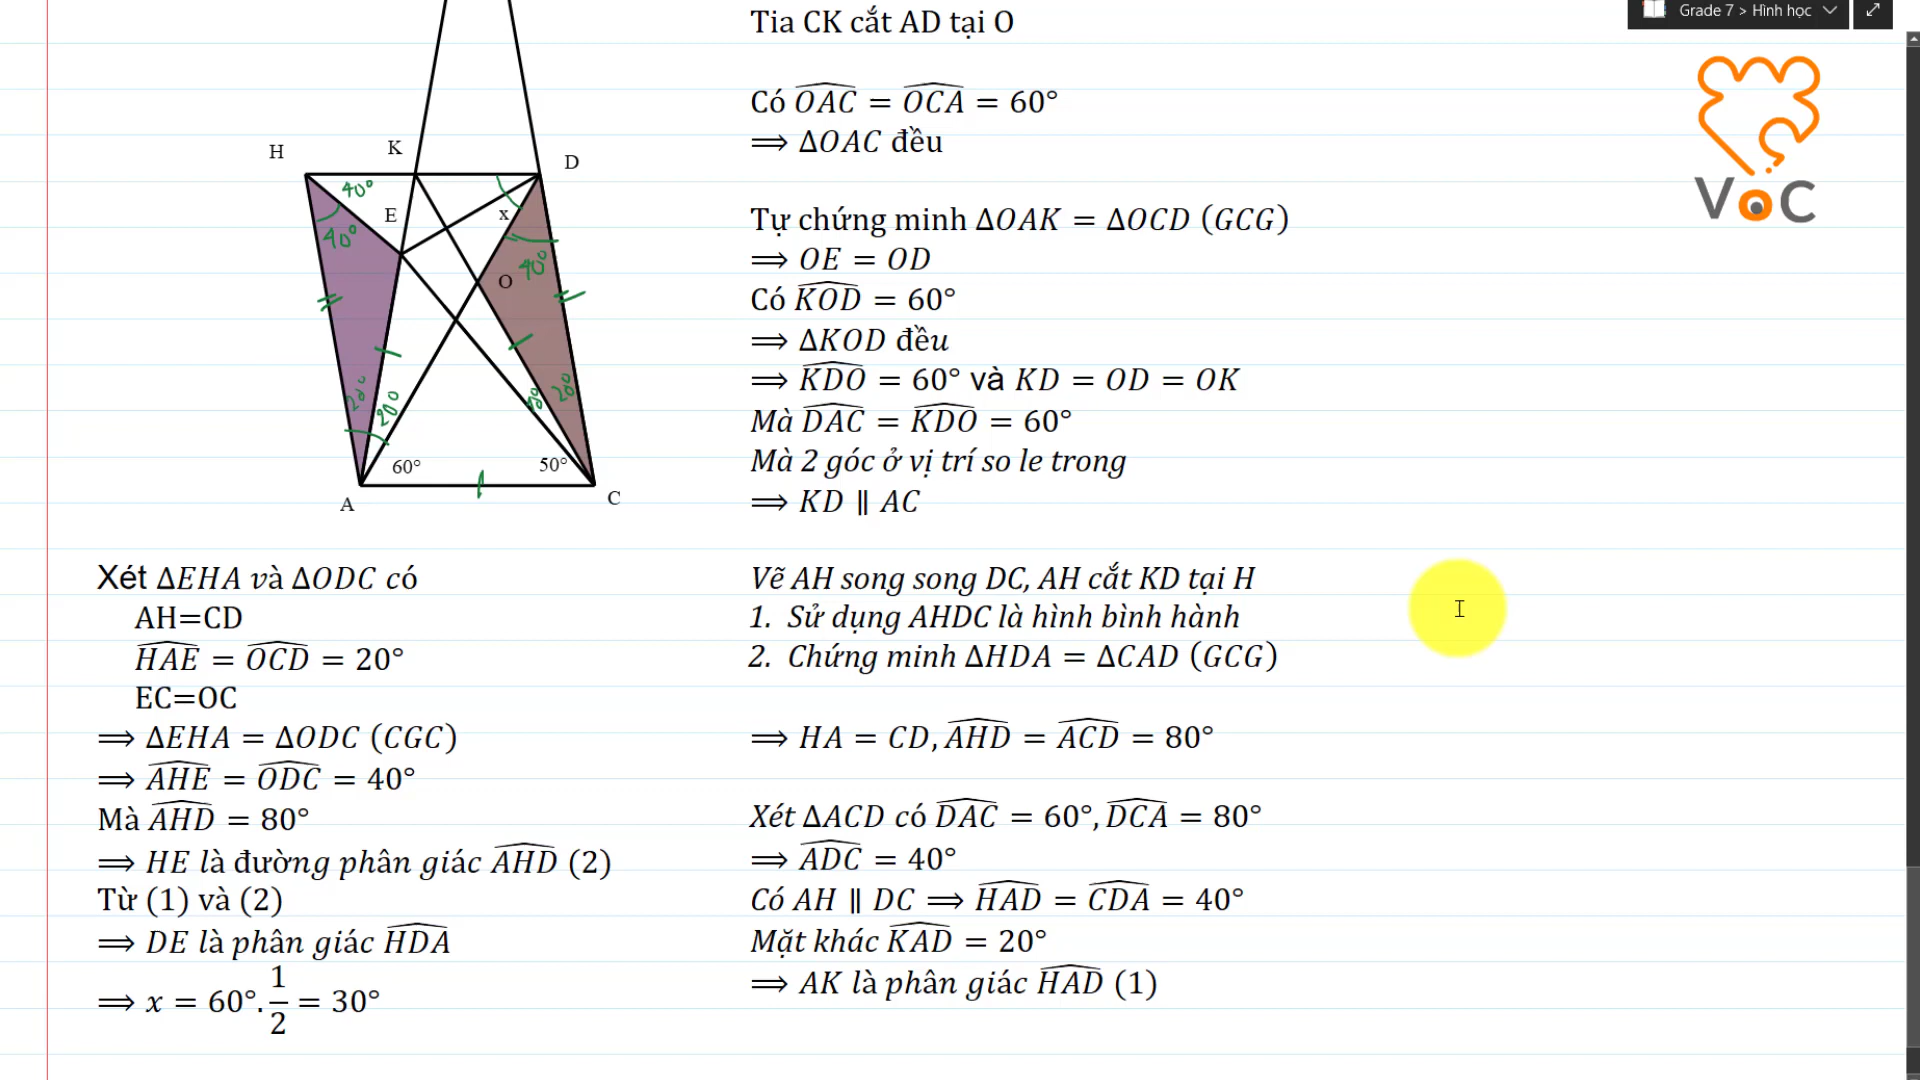 Grade 7 > Hình học
Tia CK cắt AD tại O
VoC
Có OAC = OCA = 60°
⟹ ΔOAC đều
H
K
D
Tự chứng minh ΔOAK = ΔOCD (GCG)
40°
E
x
40°
⟹ OE = OD
40°
O
Có KOD = 60°
⟹ ΔKOD đều
⟹ KDO = 60° và KD = OD = OK
20°
20°
20°
Mà DAC = KDO = 60°
60°
50°
Mà 2 góc ở vị trí so le trong
A
C
⟹ KD ∥ AC
Xét ΔEHA và ΔODC có
AH=CD
HAE = OCD = 20°
EC=OC
⟹ ΔEHA = ΔODC (CGC)
⟹ AHE = ODC = 40°
Mà AHD = 80°
⟹ HE là đường phân giác AHD (2)
Từ (1) và (2)
⟹ DE là phân giác HDA
⟹ x = 60°. 1/2 = 30°
Vẽ AH song song DC, AH cắt KD tại H
1. Sử dụng AHDC là hình bình hành
2. Chứng minh ΔHDA = ΔCAD (GCG)
⟹ HA = CD, AHD = ACD = 80°
Xét ΔACD có DAC = 60°, DCA = 80°
⟹ ADC = 40°
Có AH ∥ DC ⟹ HAD = CDA = 40°
Mặt khác KAD = 20°
⟹ AK là phân giác HAD (1)